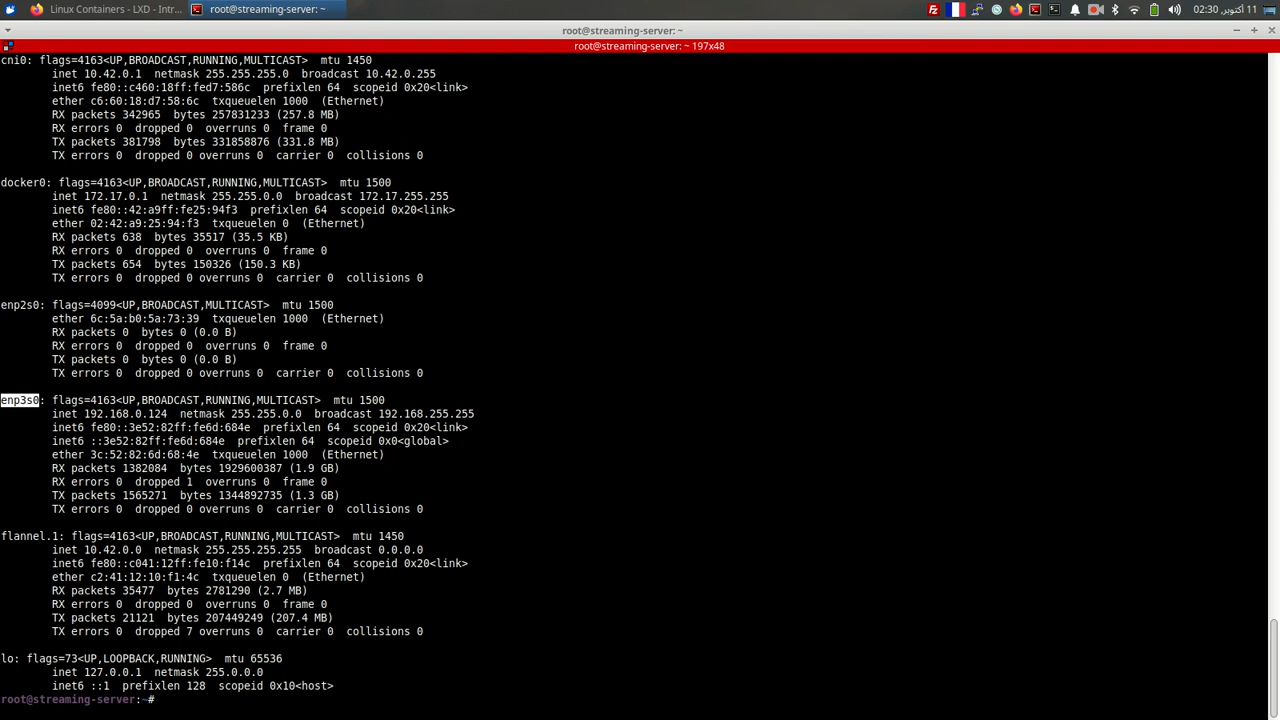 Linux Containers - LXD - Intr...
root@streaming-server: ~
11 أكتوبر, 02:30
root@streaming-server: ~
root@streaming-server: ~ 197x48
cni0: flags=4163<UP,BROADCAST,RUNNING,MULTICAST>  mtu 1450
        inet 10.42.0.1  netmask 255.255.255.0  broadcast 10.42.0.255
        inet6 fe80::c460:18ff:fed7:586c  prefixlen 64  scopeid 0x20<link>
        ether c6:60:18:d7:58:6c  txqueuelen 1000  (Ethernet)
        RX packets 342965  bytes 257831233 (257.8 MB)
        RX errors 0  dropped 0  overruns 0  frame 0
        TX packets 381798  bytes 331858876 (331.8 MB)
        TX errors 0  dropped 0 overruns 0  carrier 0  collisions 0
docker0: flags=4163<UP,BROADCAST,RUNNING,MULTICAST>  mtu 1500
        inet 172.17.0.1  netmask 255.255.0.0  broadcast 172.17.255.255
        inet6 fe80::42:a9ff:fe25:94f3  prefixlen 64  scopeid 0x20<link>
        ether 02:42:a9:25:94:f3  txqueuelen 0  (Ethernet)
        RX packets 638  bytes 35517 (35.5 KB)
        RX errors 0  dropped 0  overruns 0  frame 0
        TX packets 654  bytes 150326 (150.3 KB)
        TX errors 0  dropped 0 overruns 0  carrier 0  collisions 0
enp2s0: flags=4099<UP,BROADCAST,MULTICAST>  mtu 1500
        ether 6c:5a:b0:5a:73:39  txqueuelen 1000  (Ethernet)
        RX packets 0  bytes 0 (0.0 B)
        RX errors 0  dropped 0  overruns 0  frame 0
        TX packets 0  bytes 0 (0.0 B)
        TX errors 0  dropped 0 overruns 0  carrier 0  collisions 0
enp3s0: flags=4163<UP,BROADCAST,RUNNING,MULTICAST>  mtu 1500
        inet 192.168.0.124  netmask 255.255.0.0  broadcast 192.168.255.255
        inet6 fe80::3e52:82ff:fe6d:684e  prefixlen 64  scopeid 0x20<link>
        inet6 ::3e52:82ff:fe6d:684e  prefixlen 64  scopeid 0x0<global>
        ether 3c:52:82:6d:68:4e  txqueuelen 1000  (Ethernet)
        RX packets 1382084  bytes 1929600387 (1.9 GB)
        RX errors 0  dropped 1  overruns 0  frame 0
        TX packets 1565271  bytes 1344892735 (1.3 GB)
        TX errors 0  dropped 0 overruns 0  carrier 0  collisions 0
flannel.1: flags=4163<UP,BROADCAST,RUNNING,MULTICAST>  mtu 1450
        inet 10.42.0.0  netmask 255.255.255.255  broadcast 0.0.0.0
        inet6 fe80::c041:12ff:fe10:f14c  prefixlen 64  scopeid 0x20<link>
        ether c2:41:12:10:f1:4c  txqueuelen 0  (Ethernet)
        RX packets 35477  bytes 2781290 (2.7 MB)
        RX errors 0  dropped 0  overruns 0  frame 0
        TX packets 21121  bytes 207449249 (207.4 MB)
        TX errors 0  dropped 7 overruns 0  carrier 0  collisions 0
lo: flags=73<UP,LOOPBACK,RUNNING>  mtu 65536
        inet 127.0.0.1  netmask 255.0.0.0
        inet6 ::1  prefixlen 128  scopeid 0x10<host>
root@streaming-server:~#